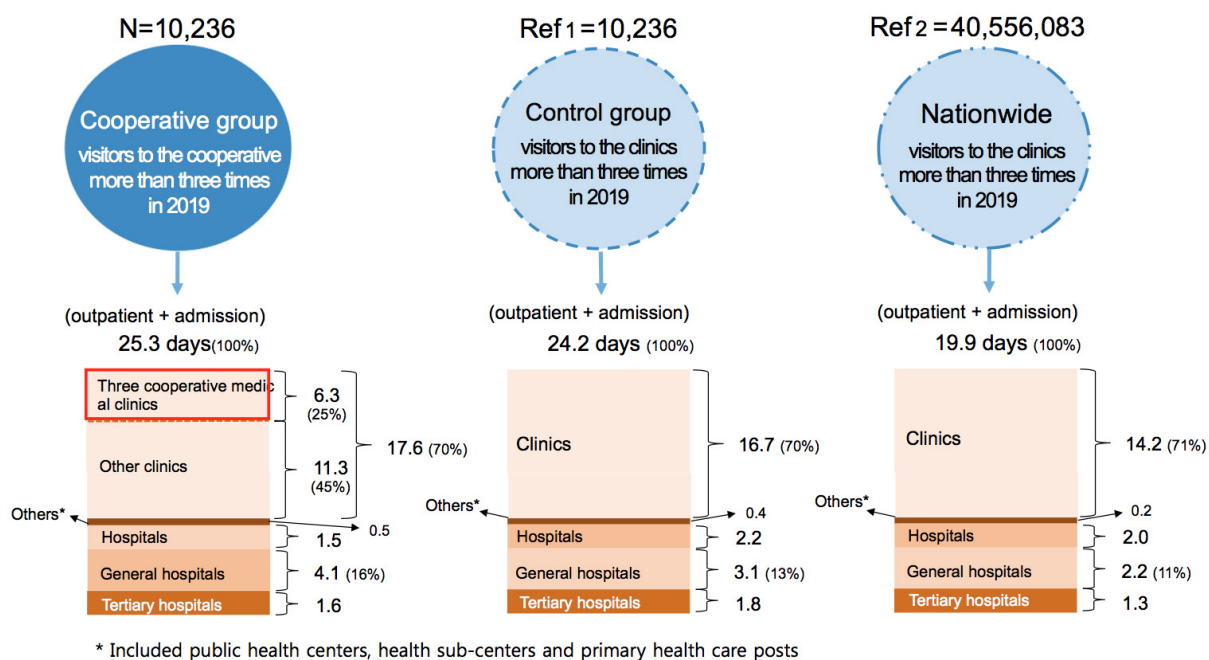 N=10,236
Cooperative group
visitors to the cooperative
more than three times
in 2019
(outpatient + admission)
25.3 days(100%)
Three cooperative medic
al clinics
6.3
(25%)
Other clinics
11.3
(45%)
17.6 (70%)
Others*
0.5
Hospitals
1.5
General hospitals
4.1 (16%)
Tertiary hospitals
1.6
Ref 1 =10,236
Control group
visitors to the clinics
more than three times
in 2019
(outpatient + admission)
24.2 days (100%)
Clinics
16.7 (70%)
Others*
0.4
Hospitals
2.2
General hospitals
3.1 (13%)
Tertiary hospitals
1.8
Ref 2 =40,556,083
Nationwide
visitors to the clinics
more than three times
in 2019
(outpatient + admission)
19.9 days (100%)
Clinics
14.2 (71%)
Others*
0.2
Hospitals
2.0
General hospitals
2.2 (11%)
Tertiary hospitals
1.3
* Included public health centers, health sub-centers and primary health care posts